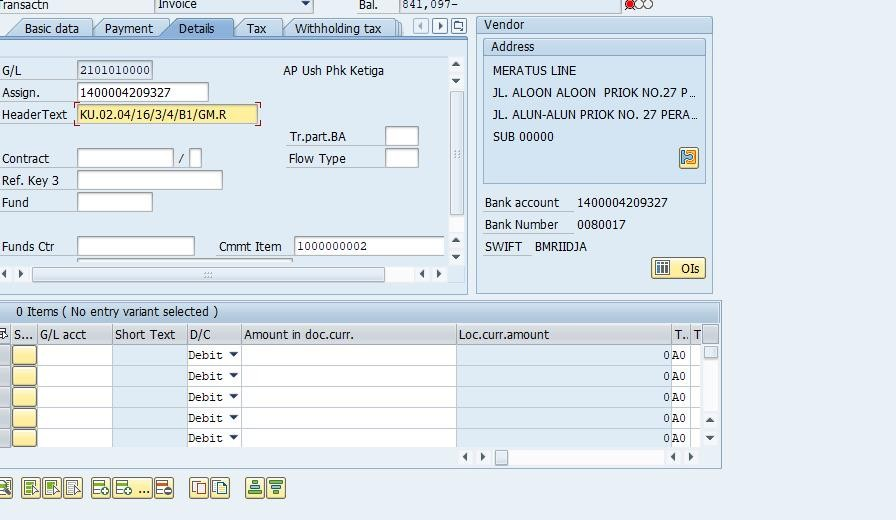 Transactn Invoice Bal. 841,097-
Basic data Payment Details Tax Withholding tax
G/L 2101010000 AP Ush Phk Ketiga
Assign. 1400004209327
HeaderText KU.02.04/16/3/4/B1/GM.R
Tr.part.BA
Contract / Flow Type
Ref. Key 3
Fund
Funds Ctr Cmmt Item 1000000002
Vendor
Address
MERATUS LINE
JL. ALOON ALOON PRIOK NO.27 P...
JL. ALUN-ALUN PRIOK NO. 27 PERA...
SUB 00000
Bank account 1400004209327
Bank Number 0080017
SWIFT BMRIIDJA
OIs
0 Items ( No entry variant selected )
S... G/L acct Short Text D/C Amount in doc.curr. Loc.curr.amount T.. T
Debit 0 A0
Debit 0 A0
Debit 0 A0
Debit 0 A0
Debit 0 A0